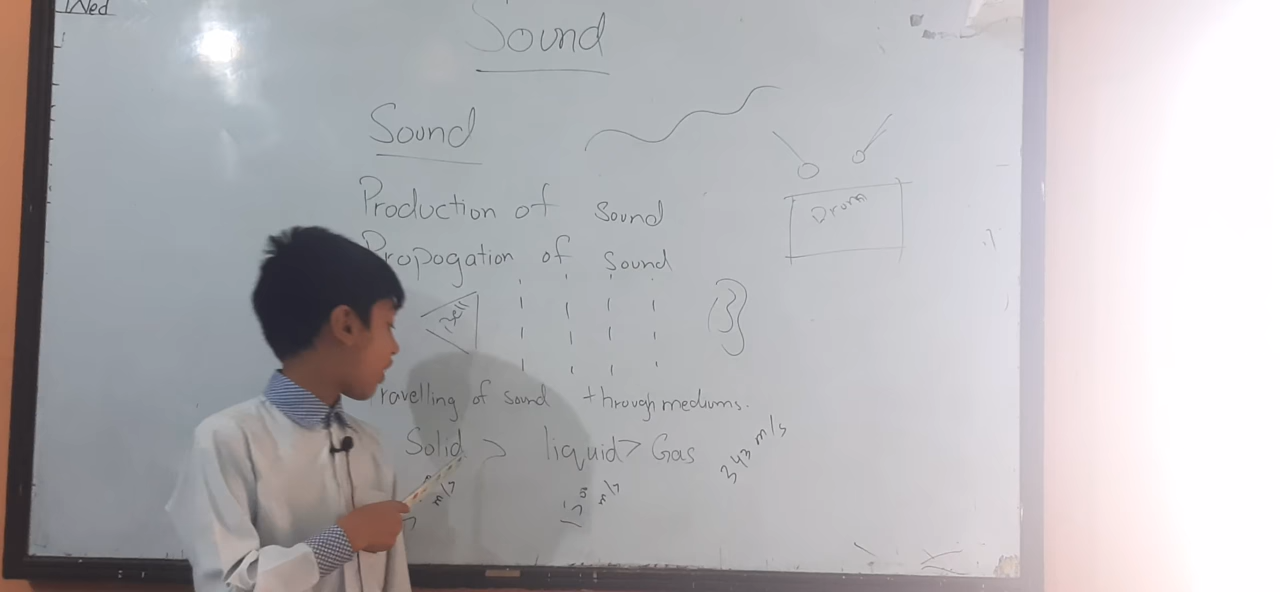 Wed
Sound
Sound
Production of sound
Drum
Propogation of sound
Bell
ravelling of sound through mediums.
Solid > liquid > Gas
343 m/s
m/s
m/s